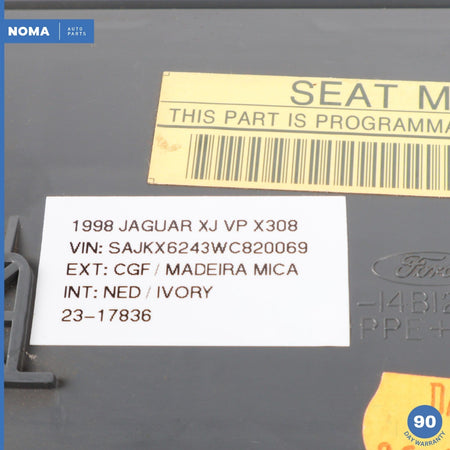 NOMA AUTO PARTS
SEAT M
THIS PART IS PROGRAMMA
1998 JAGUAR XJ VP X308
VIN: SAJKX6243WC820069
EXT: CGF / MADEIRA MICA
INT: NED / IVORY
23-17836
Ford
-14B12
PPE+
DA
90
DAY WARRANTY